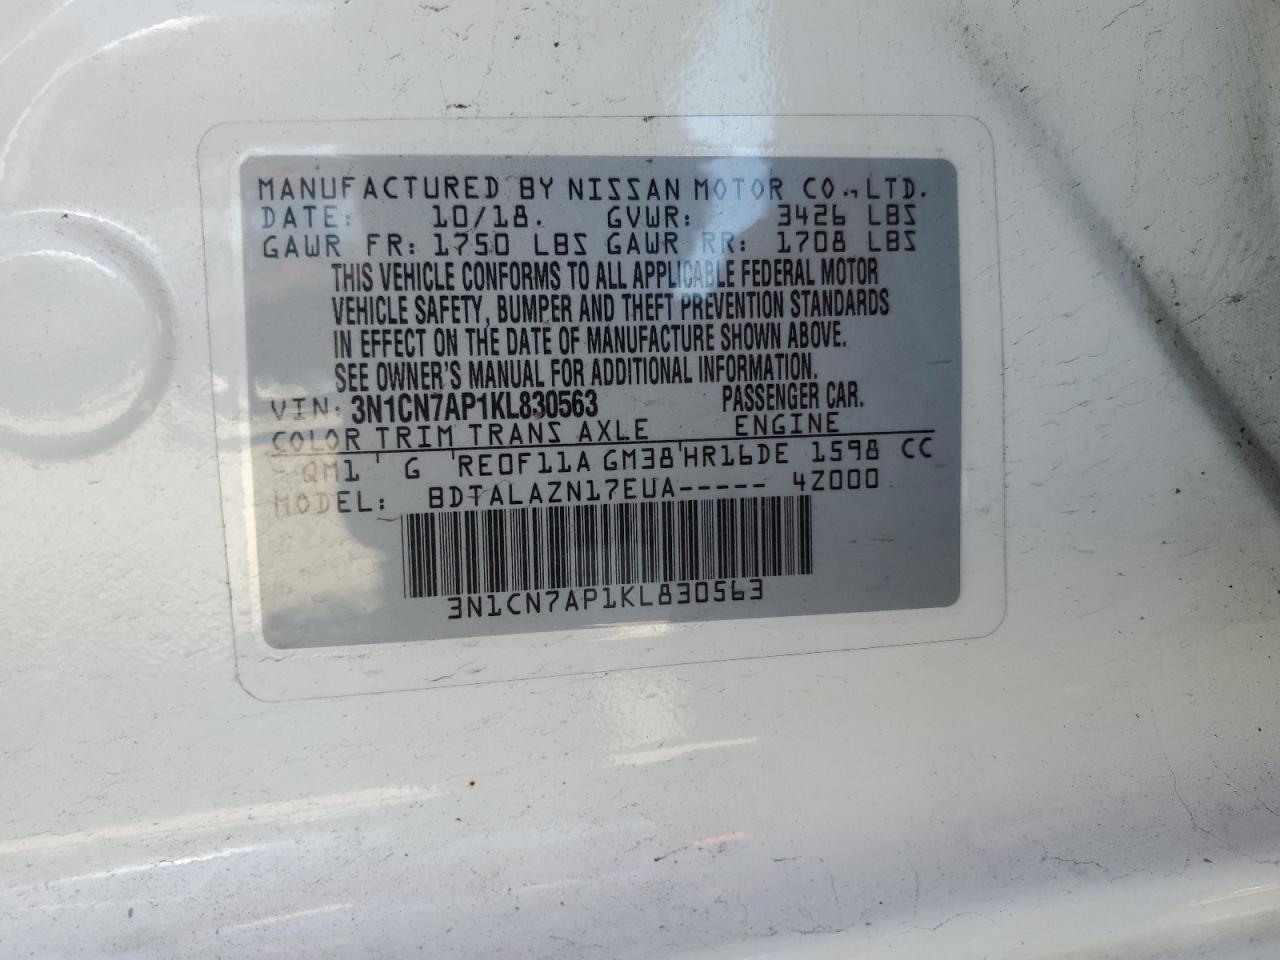 MANUFACTURED BY NISSAN MOTOR CO., LTD.
DATE: 10/18. GVWR: 3426 LBS
GAWR FR: 1750 LBS GAWR RR: 1708 LBS
THIS VEHICLE CONFORMS TO ALL APPLICABLE FEDERAL MOTOR
VEHICLE SAFETY, BUMPER AND THEFT PREVENTION STANDARDS
IN EFFECT ON THE DATE OF MANUFACTURE SHOWN ABOVE.
SEE OWNER'S MANUAL FOR ADDITIONAL INFORMATION.
VIN: 3N1CN7AP1KL830563 PASSENGER CAR.
COLOR TRIM TRANS AXLE ENGINE
QM1 G RE0F11A GM38 HR16DE 1598 CC
MODEL: BDTALAZN17EUA----- 4Z000
3N1CN7AP1KL830563